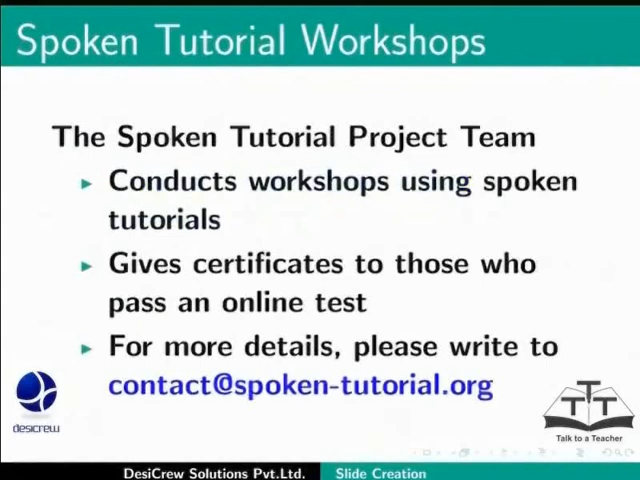 Spoken Tutorial Workshops
The Spoken Tutorial Project Team
Conducts workshops using spoken
tutorials
Gives certificates to those who
pass an online test
For more details, please write to
contact@spoken-tutorial.org
desicrew
TTT
Talk to a Teacher
DesiCrew Solutions Pvt.Ltd.
Slide Creation